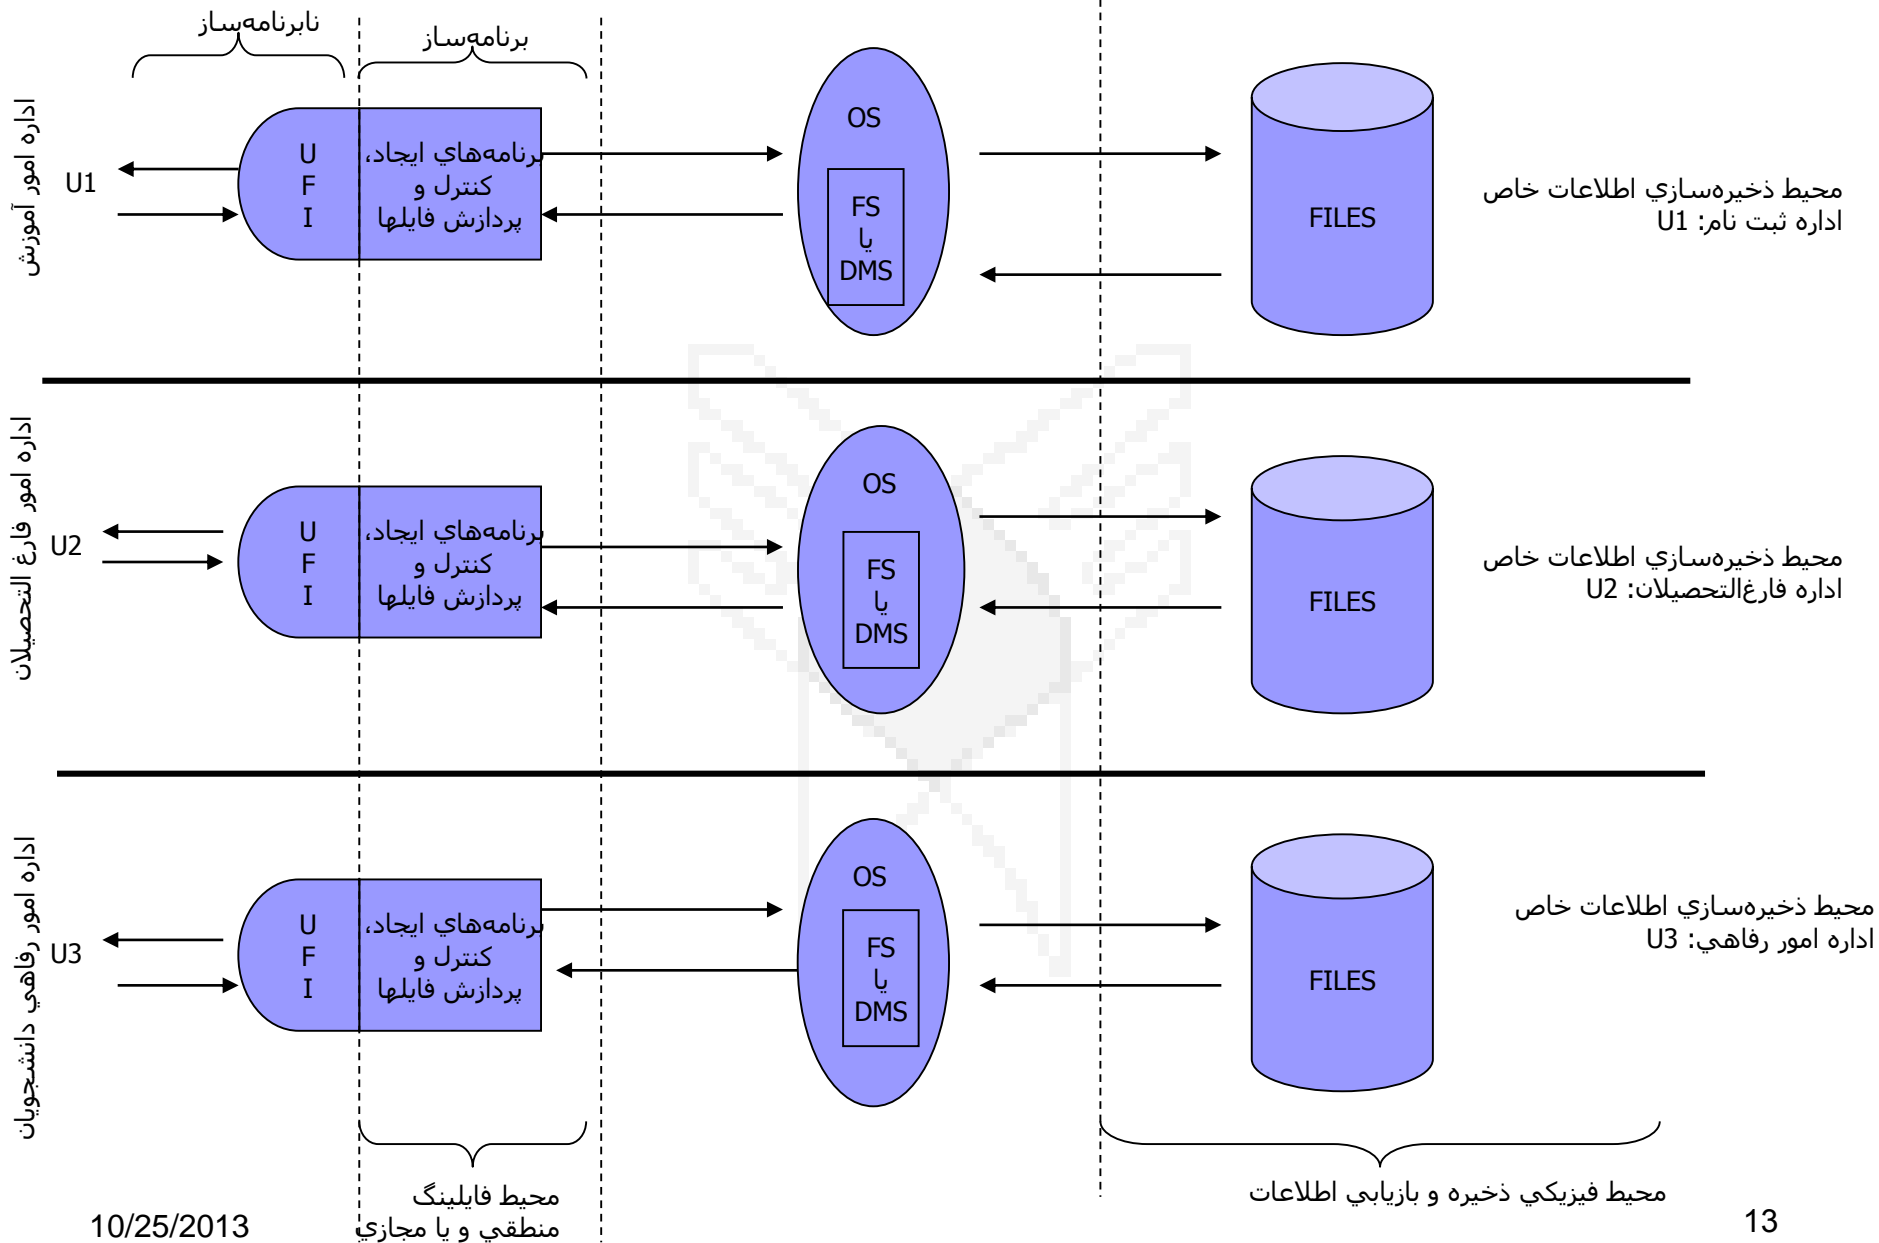 نابرنامه‌ساز
برنامه‌ساز
اداره امور آموزش
U1
U
F
I
برنامه‌هاي ايجاد،
كنترل و
پردازش فايلها
OS
FS
يا
DMS
FILES
محيط ذخيره‌سازي اطلاعات خاص
اداره ثبت نام: U1
اداره امور فارغ التحصيلان
U2
U
F
I
برنامه‌هاي ايجاد،
كنترل و
پردازش فايلها
OS
FS
يا
DMS
FILES
محيط ذخيره‌سازي اطلاعات خاص
اداره فارغ‌التحصيلان: U2
اداره امور رفاهي دانشجويان
U3
U
F
I
برنامه‌هاي ايجاد،
كنترل و
پردازش فايلها
OS
FS
يا
DMS
FILES
محيط ذخيره‌سازي اطلاعات خاص
اداره امور رفاهي: U3
محيط فايلينگ
منطقي و يا مجازي
محيط فيزيكي ذخيره و بازيابي اطلاعات
10/25/2013
13